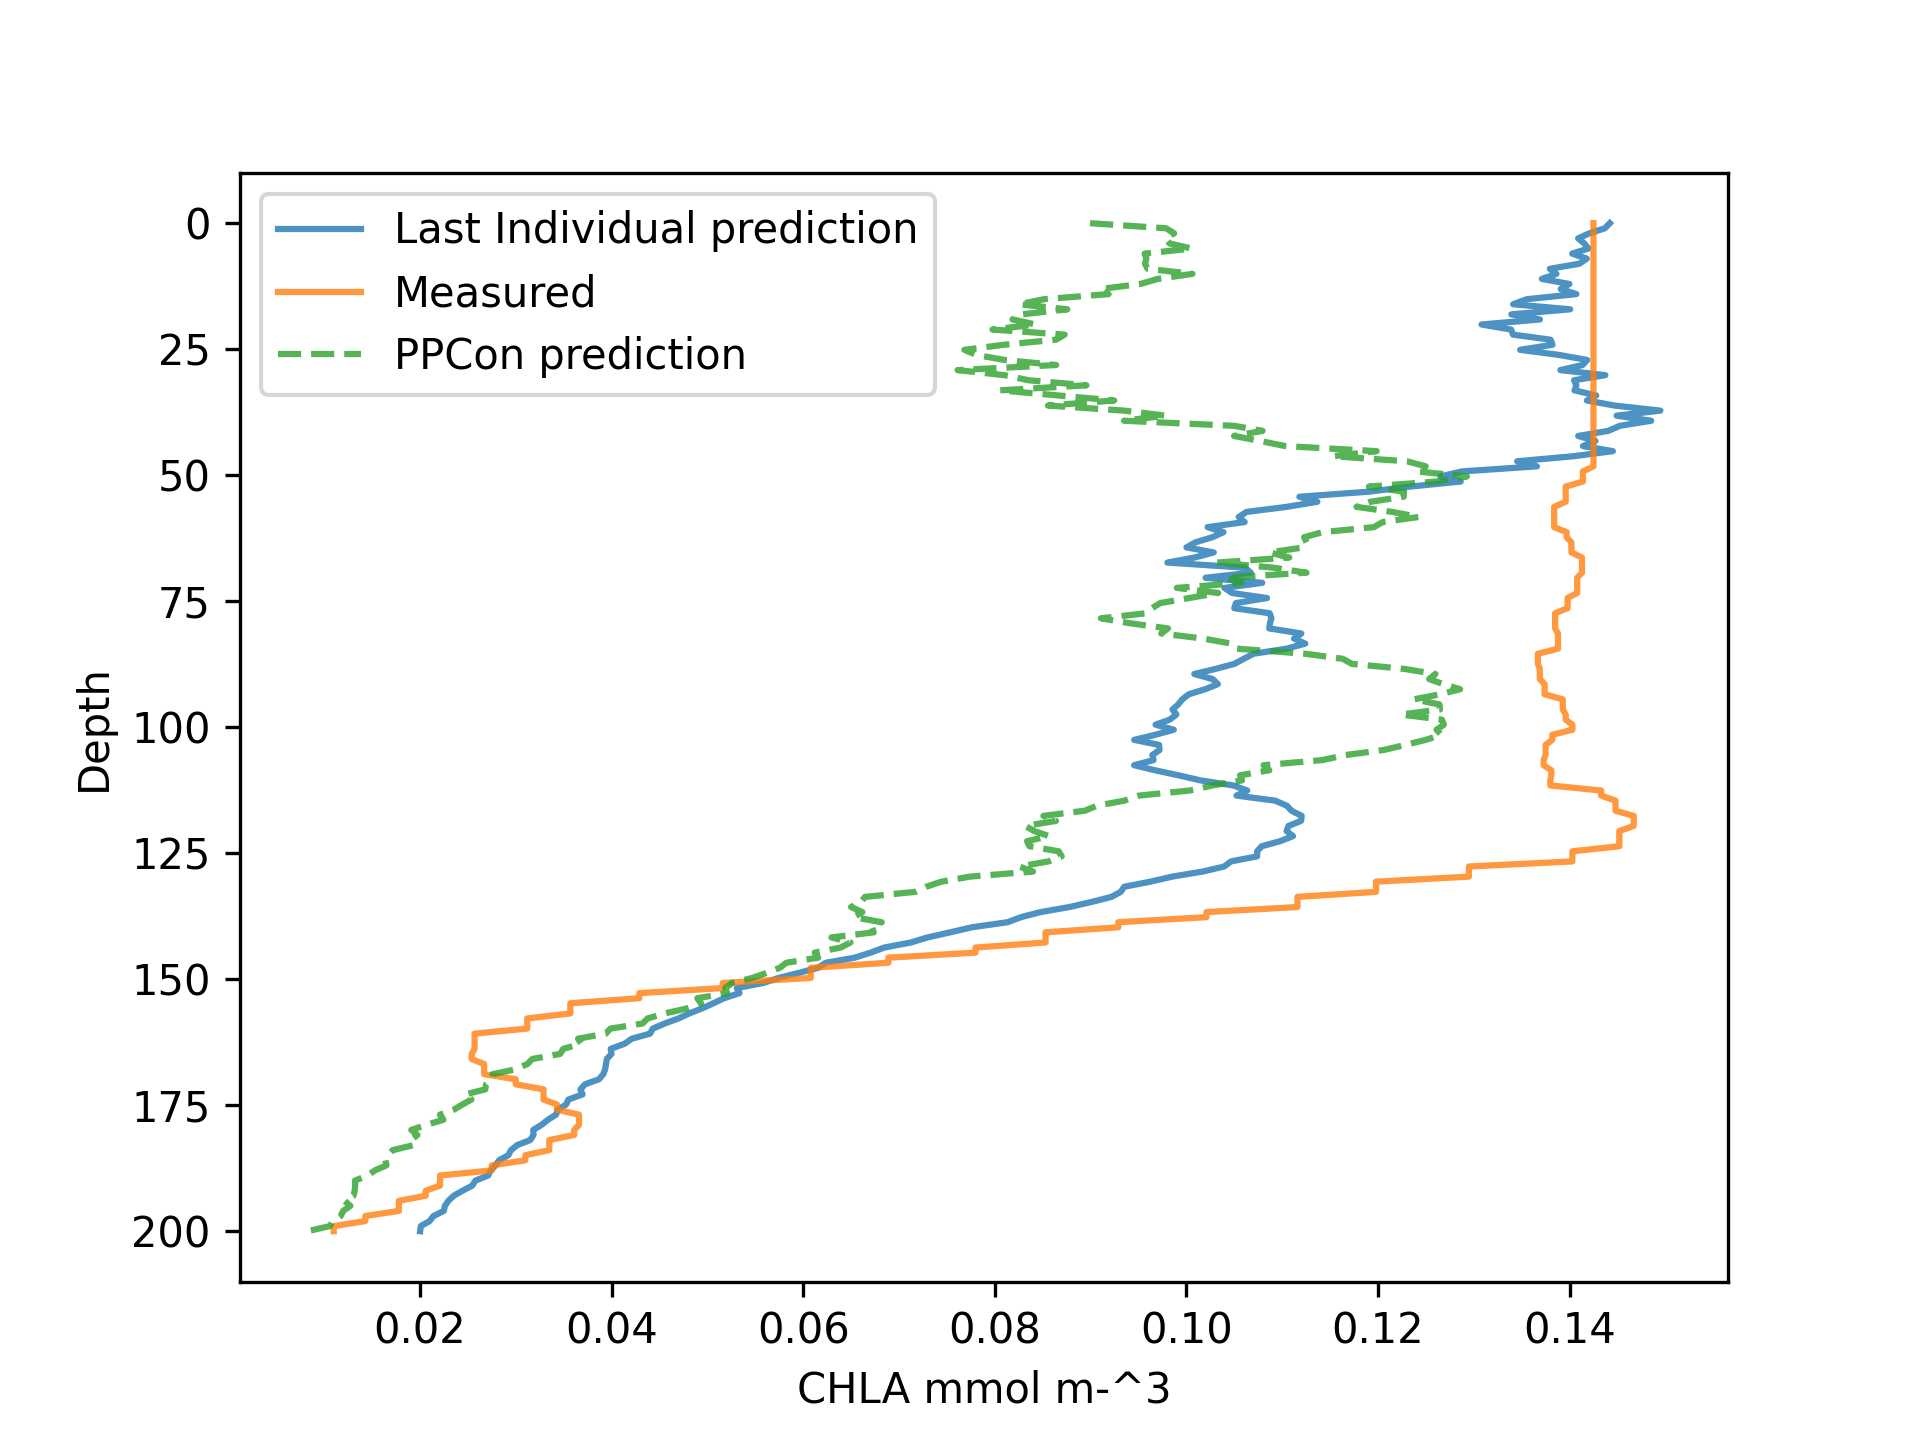 Last Individual prediction
Measured
PPCon prediction
0
25
50
75
100
125
150
175
200
Depth
0.02 0.04 0.06 0.08 0.10 0.12 0.14
CHLA mmol m-^3